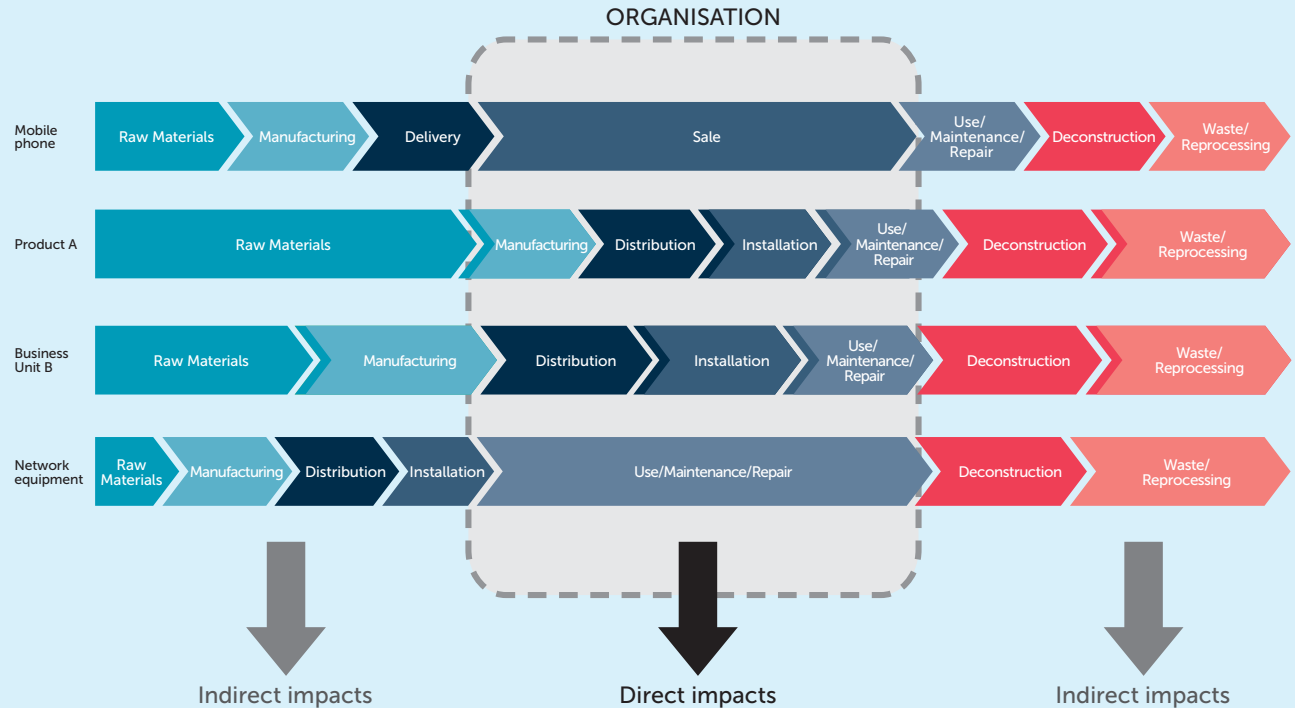 ORGANISATION
Mobile
phone
Raw Materials
Manufacturing
Delivery
Sale
Use/
Maintenance/
Repair
Deconstruction
Waste/
Reprocessing
Product A
Raw Materials
Manufacturing
Distribution
Installation
Use/
Maintenance/
Repair
Deconstruction
Waste/
Reprocessing
Business
Unit B
Raw Materials
Manufacturing
Distribution
Installation
Use/
Maintenance/
Repair
Deconstruction
Waste/
Reprocessing
Network
equipment
Raw
Materials
Manufacturing
Distribution
Installation
Use/Maintenance/Repair
Deconstruction
Waste/
Reprocessing
Indirect impacts
Direct impacts
Indirect impacts